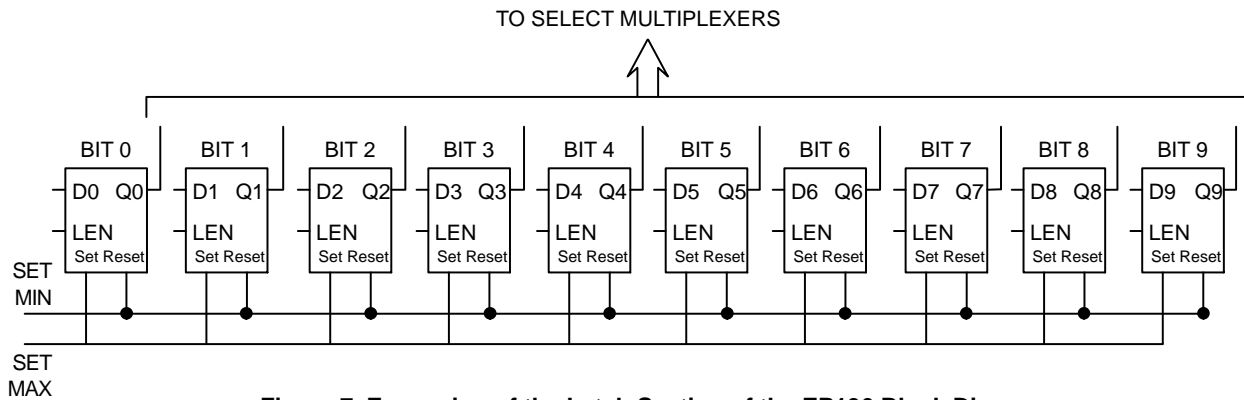 TO SELECT MULTIPLEXERS
BIT 0 BIT 1 BIT 2 BIT 3 BIT 4 BIT 5 BIT 6 BIT 7 BIT 8 BIT 9
D0 Q0 D1 Q1 D2 Q2 D3 Q3 D4 Q4 D5 Q5 D6 Q6 D7 Q7 D8 Q8 D9 Q9
LEN LEN LEN LEN LEN LEN LEN LEN LEN LEN
Set Reset Set Reset Set Reset Set Reset Set Reset Set Reset Set Reset Set Reset Set Reset Set Reset
SET
MIN
SET
MAX